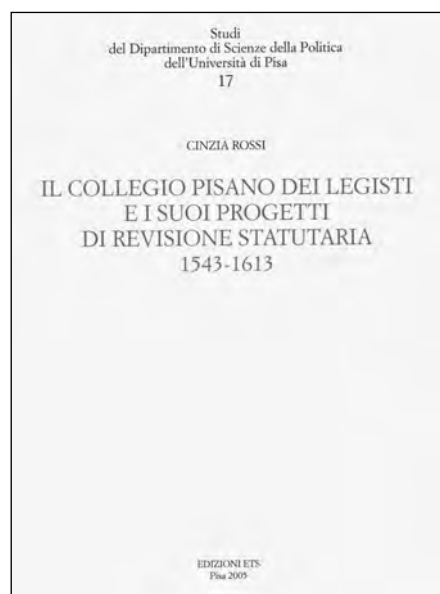 Studi
del Dipartimento di Scienze della Politica
dell'Università di Pisa
17
CINZIA ROSSI
IL COLLEGIO PISANO DEI LEGISTI
E I SUOI PROGETTI
DI REVISIONE STATUTARIA
1543-1613
EDIZIONI ETS
Pisa 2005